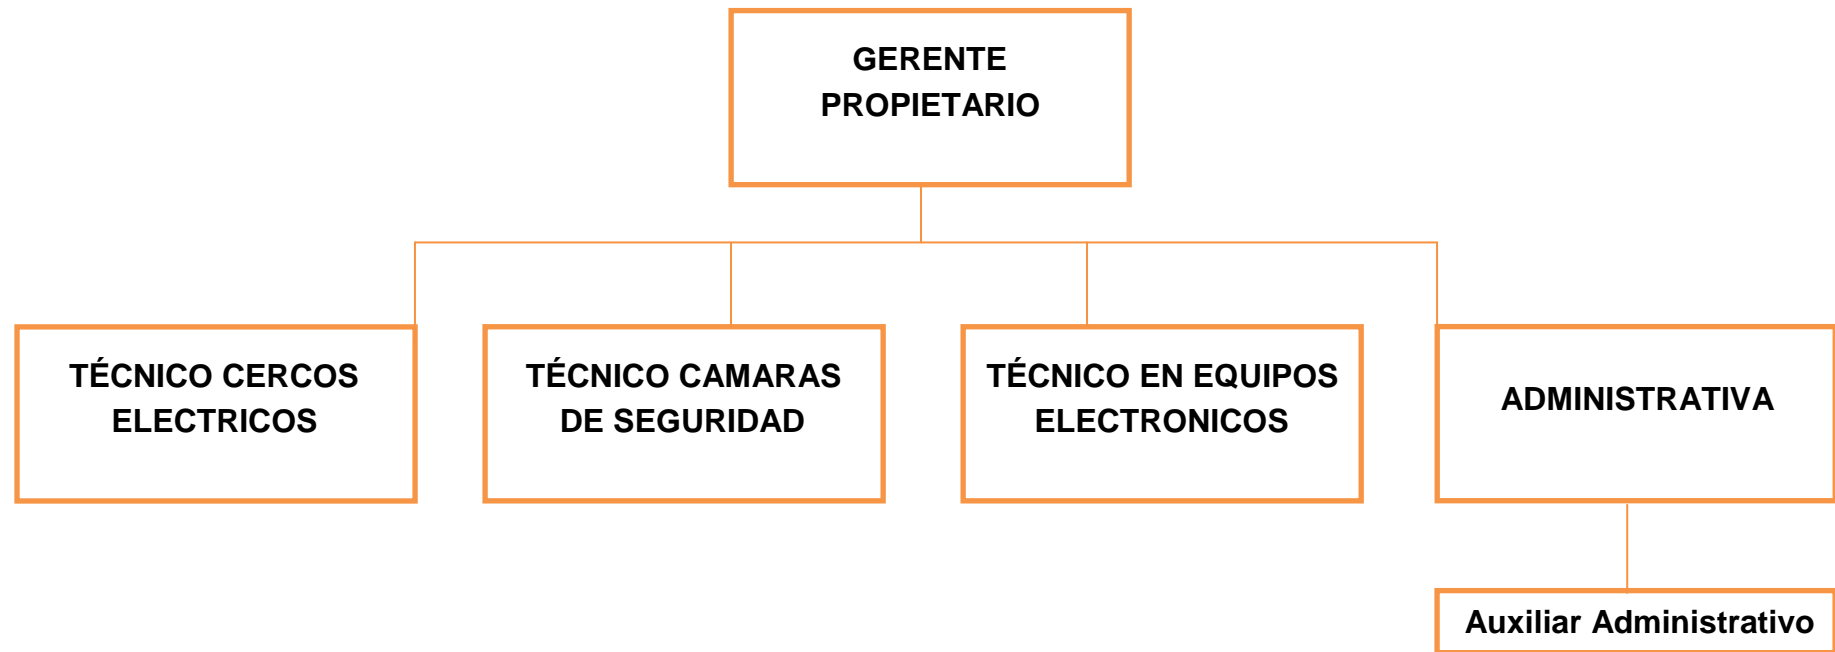 GERENTE
PROPIETARIO
TÉCNICO CERCOS
ELECTRICOS
TÉCNICO CAMARAS
DE SEGURIDAD
TÉCNICO EN EQUIPOS
ELECTRONICOS
ADMINISTRATIVA
Auxiliar Administrativo